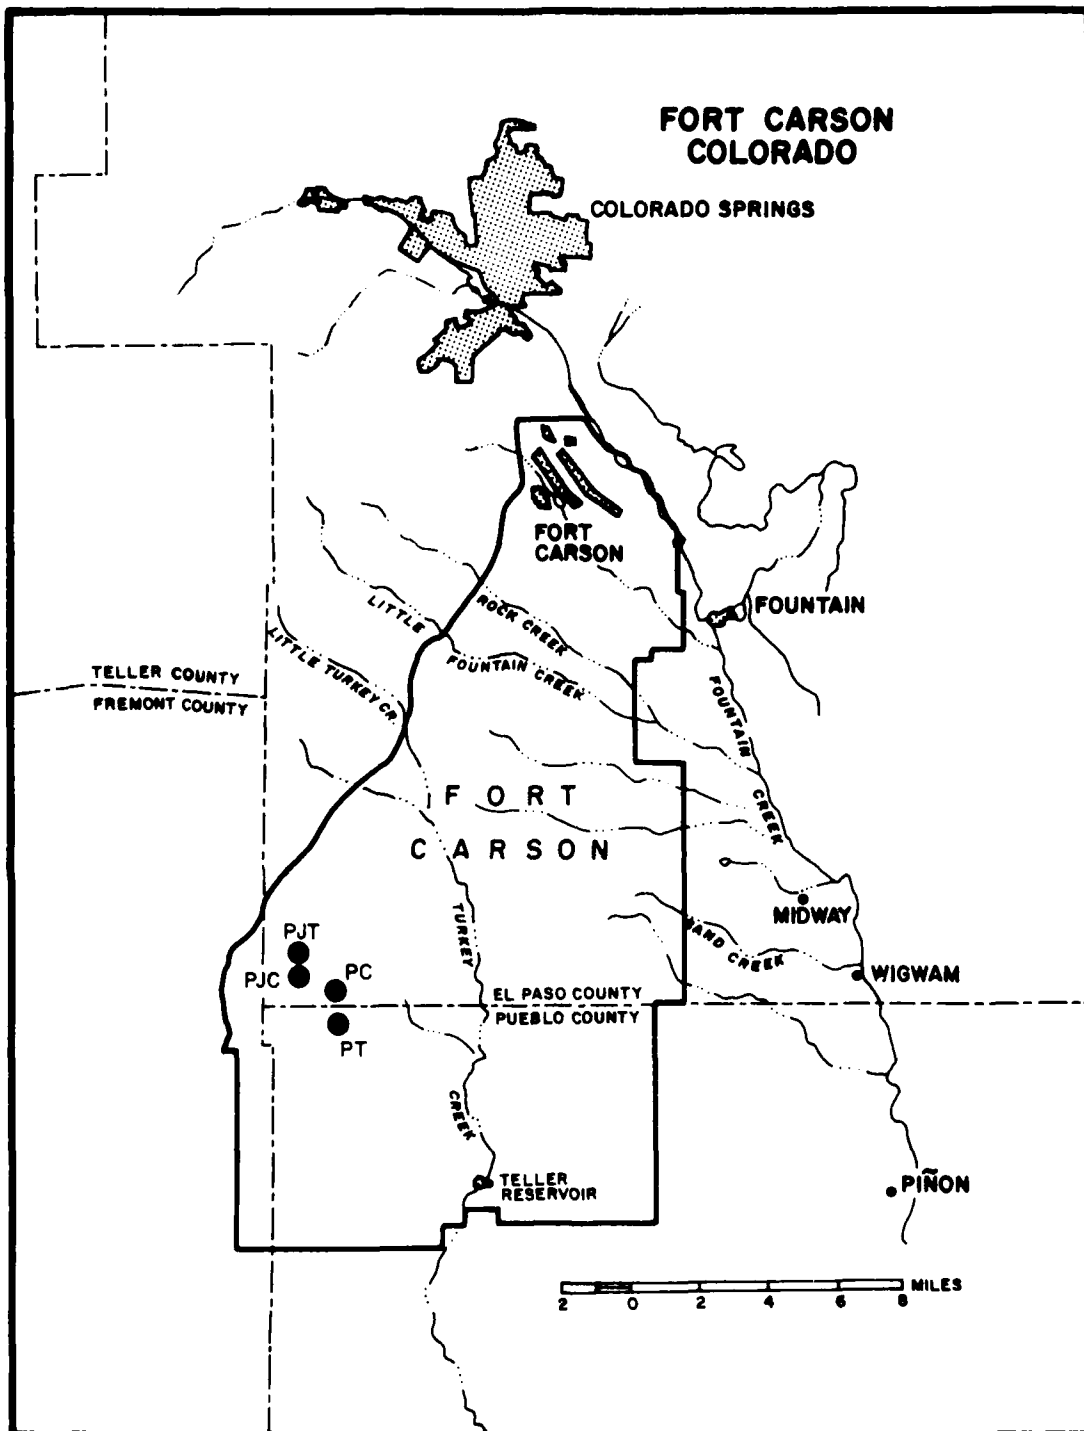 FORT CARSON
COLORADO
COLORADO SPRINGS
FORT
CARSON
FOUNTAIN
ROCK CREEK
LITTLE
FOUNTAIN CREEK
LITTLE TURKEY CR.
TELLER COUNTY
FREMONT COUNTY
FOUNTAIN
CREEK
FORT
CARSON
MIDWAY
TURKEY
SAND CREEK
WIGWAM
PJT
PJC
PC
PT
EL PASO COUNTY
PUEBLO COUNTY
CREEK
TELLER
RESERVOIR
PIÑON
MILES
2 0 2 4 6 8